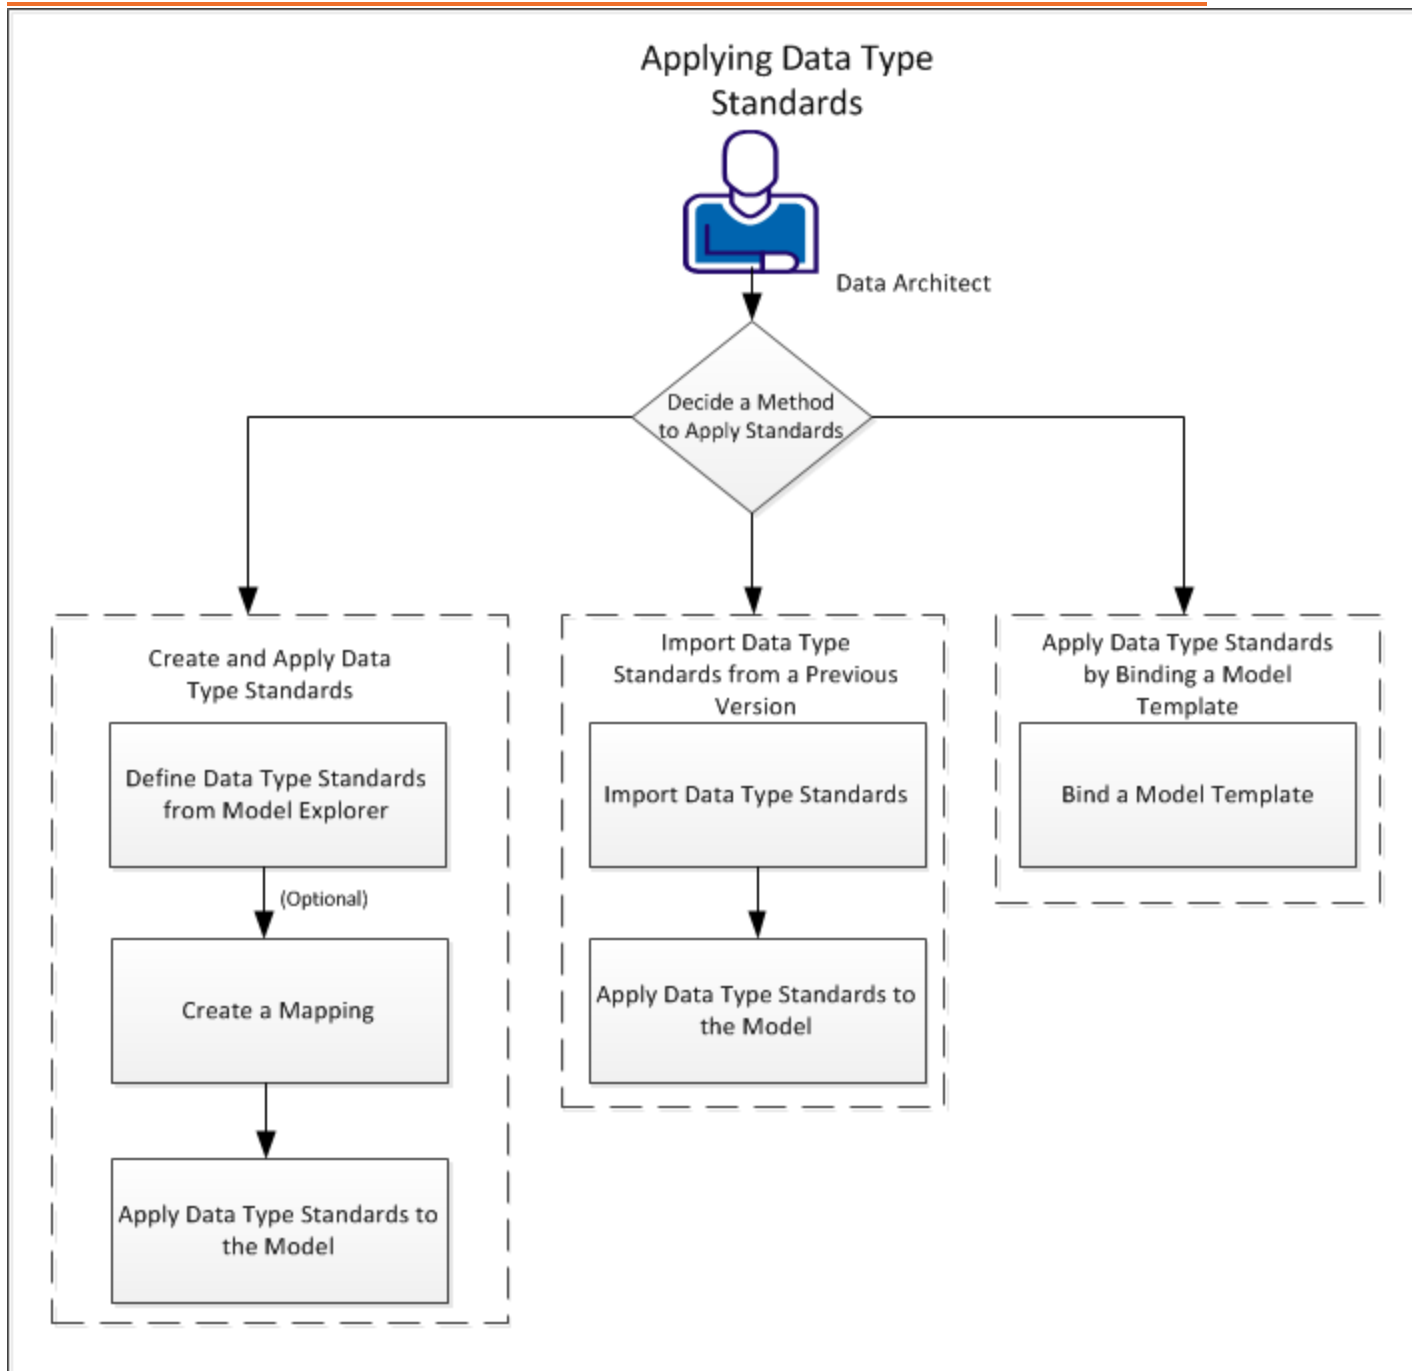 Applying Data Type
Standards
Data Architect
Decide a Method
to Apply Standards
Create and Apply Data
Type Standards
Define Data Type Standards
from Model Explorer
(Optional)
Create a Mapping
Apply Data Type Standards to
the Model
Import Data Type
Standards from a Previous
Version
Import Data Type Standards
Apply Data Type Standards to
the Model
Apply Data Type Standards
by Binding a Model
Template
Bind a Model Template